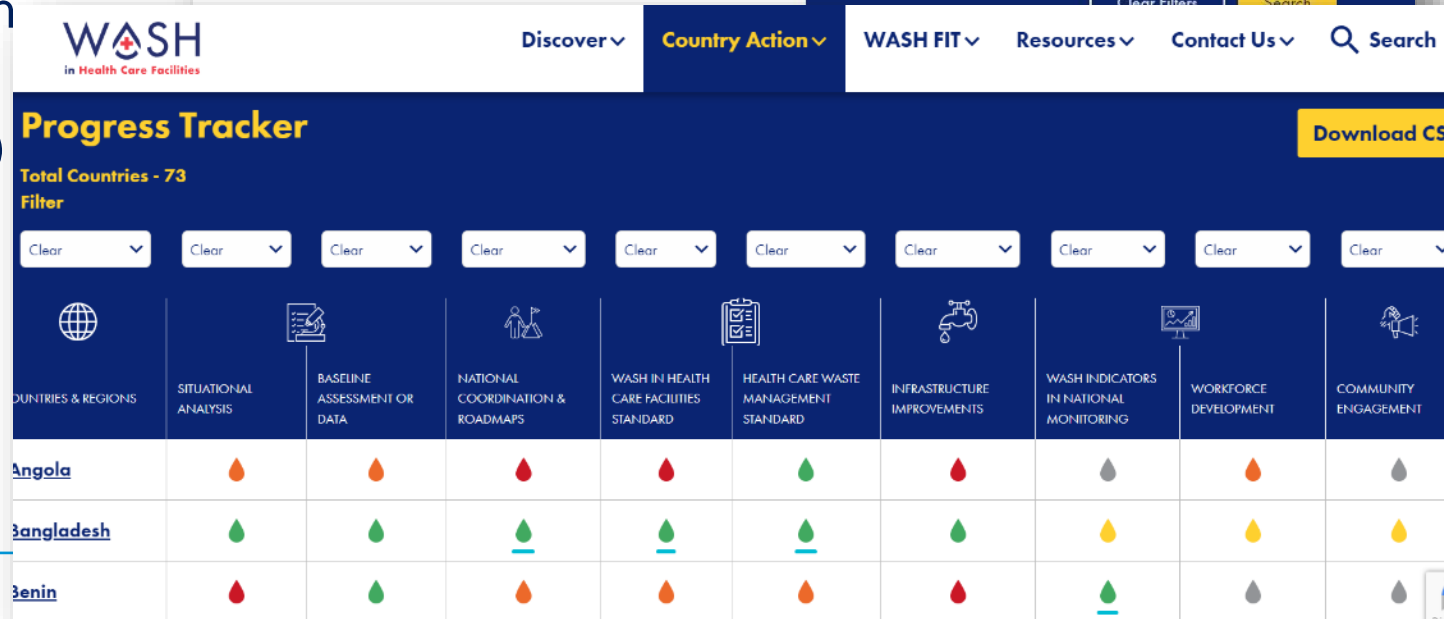 Clear Filters
Search
WASH
in Health Care Facilities
Discover
Country Action
WASH FIT
Resources
Contact Us
Search
Progress Tracker
Download CS
Total Countries - 73
Filter
Clear
Clear
Clear
Clear
Clear
Clear
Clear
Clear
Clear
Clear
OUNTRIES & REGIONS
SITUATIONAL
ANALYSIS
BASELINE
ASSESSMENT OR
DATA
NATIONAL
COORDINATION &
ROADMAPS
WASH IN HEALTH
CARE FACILITIES
STANDARD
HEALTH CARE WASTE
MANAGEMENT
STANDARD
INFRASTRUCTURE
IMPROVEMENTS
WASH INDICATORS
IN NATIONAL
MONITORING
WORKFORCE
DEVELOPMENT
COMMUNITY
ENGAGEMENT
Angola
Bangladesh
Benin